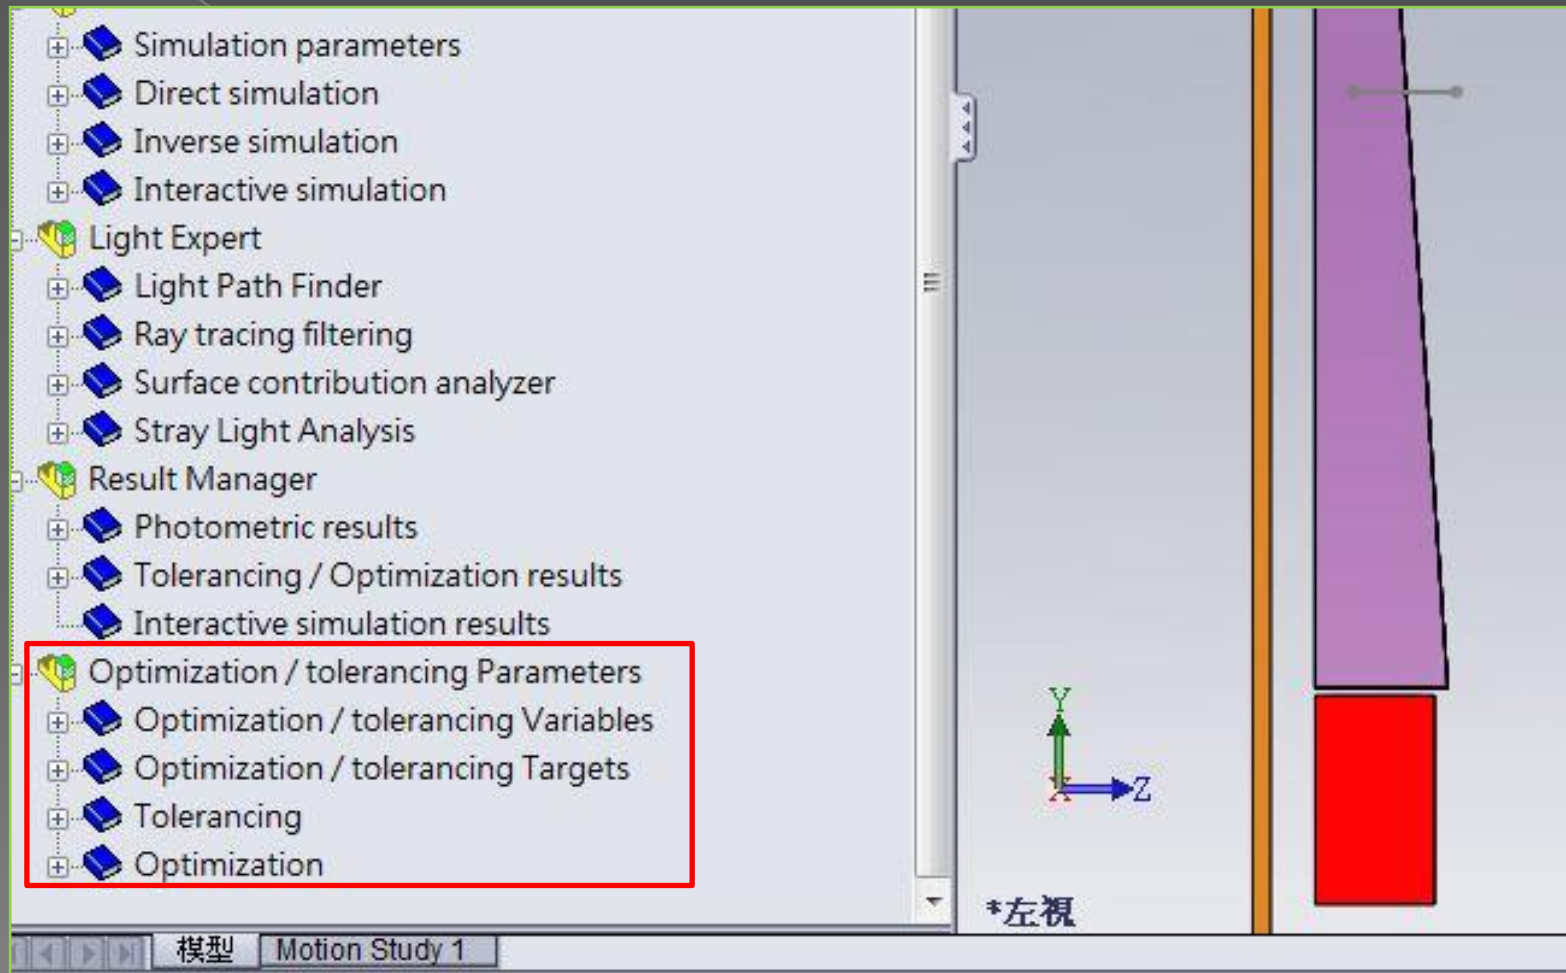 Simulation parameters
Direct simulation
Inverse simulation
Interactive simulation
Light Expert
Light Path Finder
Ray tracing filtering
Surface contribution analyzer
Stray Light Analysis
Result Manager
Photometric results
Tolerancing / Optimization results
Interactive simulation results
Optimization / tolerancing Parameters
Optimization / tolerancing Variables
Optimization / tolerancing Targets
Tolerancing
Optimization
Y
X Z
*左視
模型 Motion Study 1